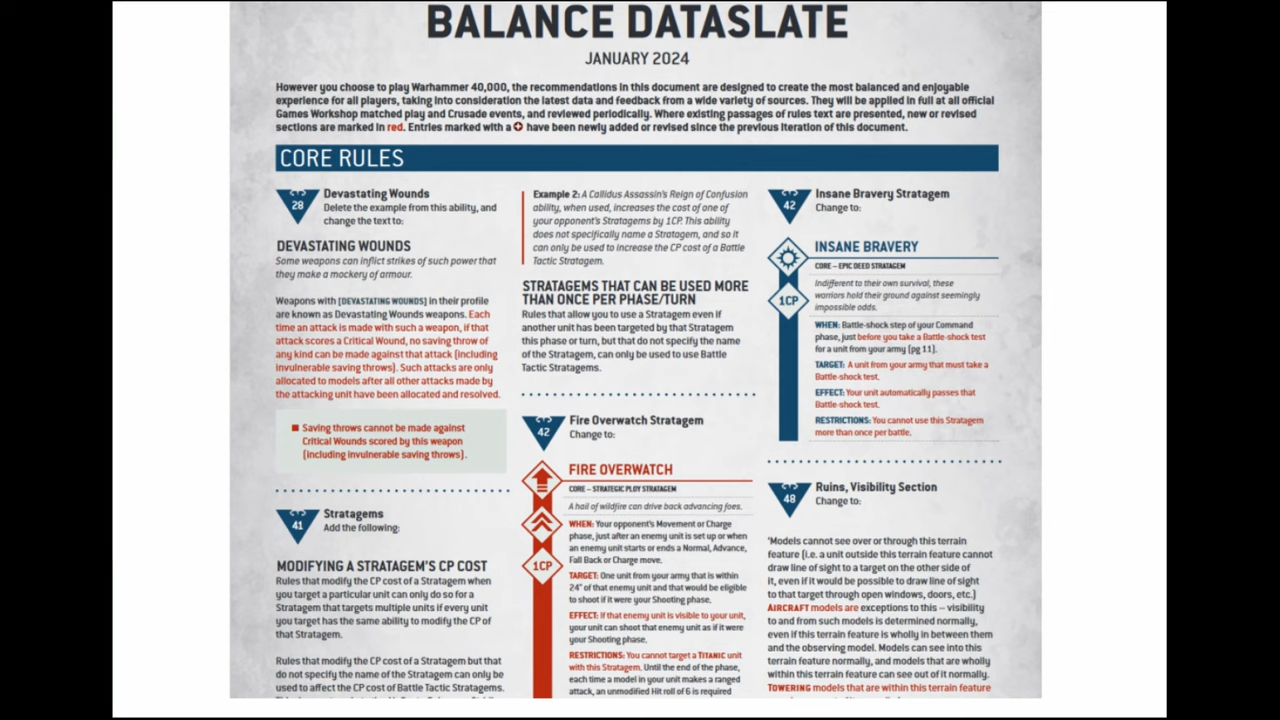 BALANCE DATASLATE
JANUARY 2024
However you choose to play Warhammer 40,000, the recommendations in this document are designed to create the most balanced and enjoyable
experience for all players, taking into consideration the latest data and feedback from a wide variety of sources. They will be applied in full at all official
Games Workshop matched play and Crusade events, and reviewed periodically. Where existing passages of rules text are presented, new or revised
sections are marked in red. Entries marked with a have been newly added or revised since the previous iteration of this document.
CORE RULES
28
Devastating Wounds
Delete the example from this ability, and
change the text to:
DEVASTATING WOUNDS
Some weapons can inflict strikes of such power that
they make a mockery of armour.
Weapons with [DEVASTATING WOUNDS] in their profile
are known as Devastating Wounds weapons. Each
time an attack is made with such a weapon, if that
attack scores a Critical Wound, no saving throw of
any kind can be made against that attack (including
invulnerable saving throws). Such attacks are only
allocated to models after all other attacks made by
the attacking unit have been allocated and resolved.
■ Saving throws cannot be made against
Critical Wounds scored by this weapon
(including invulnerable saving throws).
41
Stratagems
Add the following:
MODIFYING A STRATAGEM'S CP COST
Rules that modify the CP cost of a Stratagem when
you target a particular unit can only do so for a
Stratagem that targets multiple units if every unit
you target has the same ability to modify the CP of
that Stratagem.
Rules that modify the CP cost of a Stratagem but that
do not specify the name of the Stratagem can only be
used to affect the CP cost of Battle Tactic Stratagems.
Example 2: A Callidus Assassin's Reign of Confusion
ability, when used, increases the cost of one of
your opponent's Stratagems by 1CP. This ability
does not specifically name a Stratagem, and so it
can only be used to increase the CP cost of a Battle
Tactic Stratagem.
STRATAGEMS THAT CAN BE USED MORE
THAN ONCE PER PHASE/TURN
Rules that allow you to use a Stratagem even if
another unit has been targeted by that Stratagem
this phase or turn, but that do not specify the name
of the Stratagem, can only be used to use Battle
Tactic Stratagems.
42
Fire Overwatch Stratagem
Change to:
FIRE OVERWATCH
CORE – STRATEGIC PLOY STRATAGEM
A hail of wildfire can drive back advancing foes.
1CP
WHEN: Your opponent's Movement or Charge
phase, just after an enemy unit is set up or when
an enemy unit starts or ends a Normal, Advance,
Fall Back or Charge move.
TARGET: One unit from your army that is within
24" of that enemy unit and that would be eligible
to shoot if it were your Shooting phase.
EFFECT: If that enemy unit is visible to your unit,
your unit can shoot that enemy unit as if it were
your Shooting phase.
RESTRICTIONS: You cannot target a TITANIC unit
with this Stratagem. Until the end of the phase,
each time a model in your unit makes a ranged
attack, an unmodified Hit roll of 6 is required
42
Insane Bravery Stratagem
Change to:
INSANE BRAVERY
CORE – EPIC DEED STRATAGEM
Indifferent to their own survival, these
warriors hold their ground against seemingly
impossible odds.
1CP
WHEN: Battle-shock step of your Command
phase, just before you take a Battle-shock test
for a unit from your army (pg 11).
TARGET: A unit from your army that must take a
Battle-shock test.
EFFECT: Your unit automatically passes that
Battle-shock test.
RESTRICTIONS: You cannot use this Stratagem
more than once per battle.
48
Ruins, Visibility Section
Change to:
'Models cannot see over or through this terrain
feature (i.e. a unit outside this terrain feature cannot
draw line of sight to a target on the other side of
it, even if it would be possible to draw line of sight
to that target through open windows, doors, etc.)
AIRCRAFT models are exceptions to this – visibility
to and from such models is determined normally,
even if this terrain feature is wholly in between them
and the observing model. Models can see into this
terrain feature normally, and models that are wholly
within this terrain feature can see out of it normally.
TOWERING models that are within this terrain feature